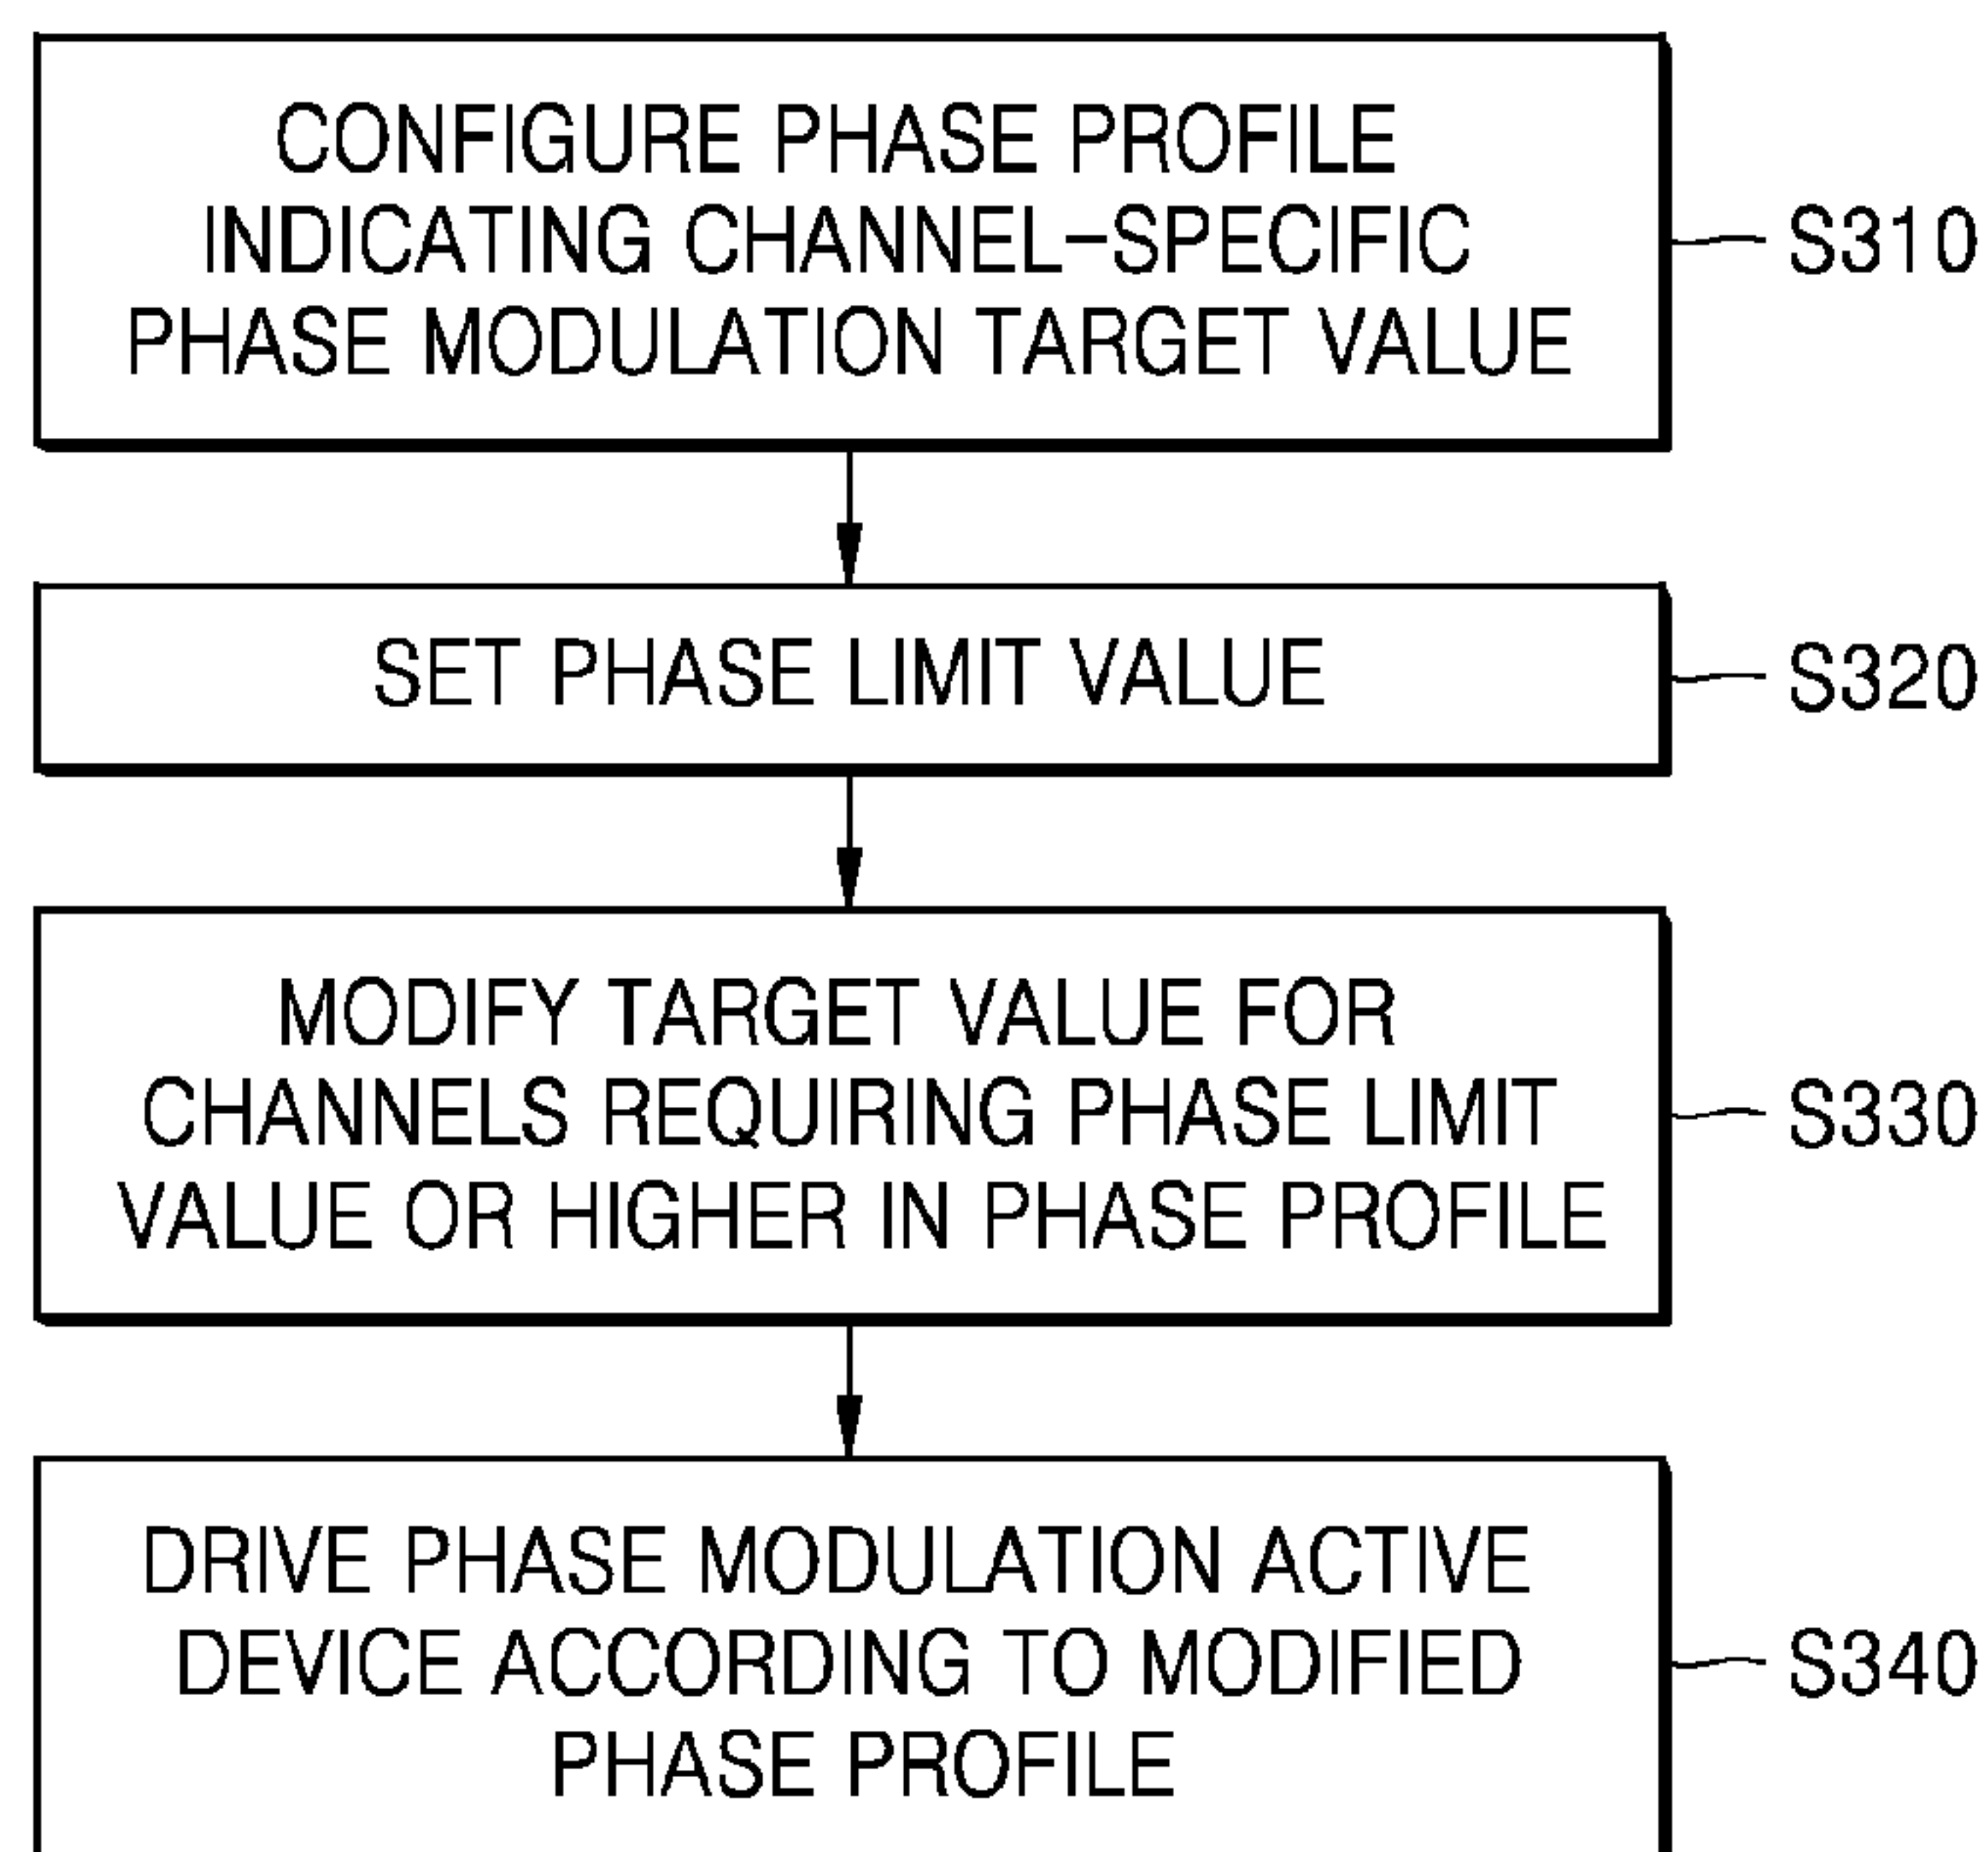 CONFIGURE PHASE PROFILE
INDICATING CHANNEL-SPECIFIC
PHASE MODULATION TARGET VALUE
S310
SET PHASE LIMIT VALUE
S320
MODIFY TARGET VALUE FOR
CHANNELS REQUIRING PHASE LIMIT
VALUE OR HIGHER IN PHASE PROFILE
S330
DRIVE PHASE MODULATION ACTIVE
DEVICE ACCORDING TO MODIFIED
PHASE PROFILE
S340